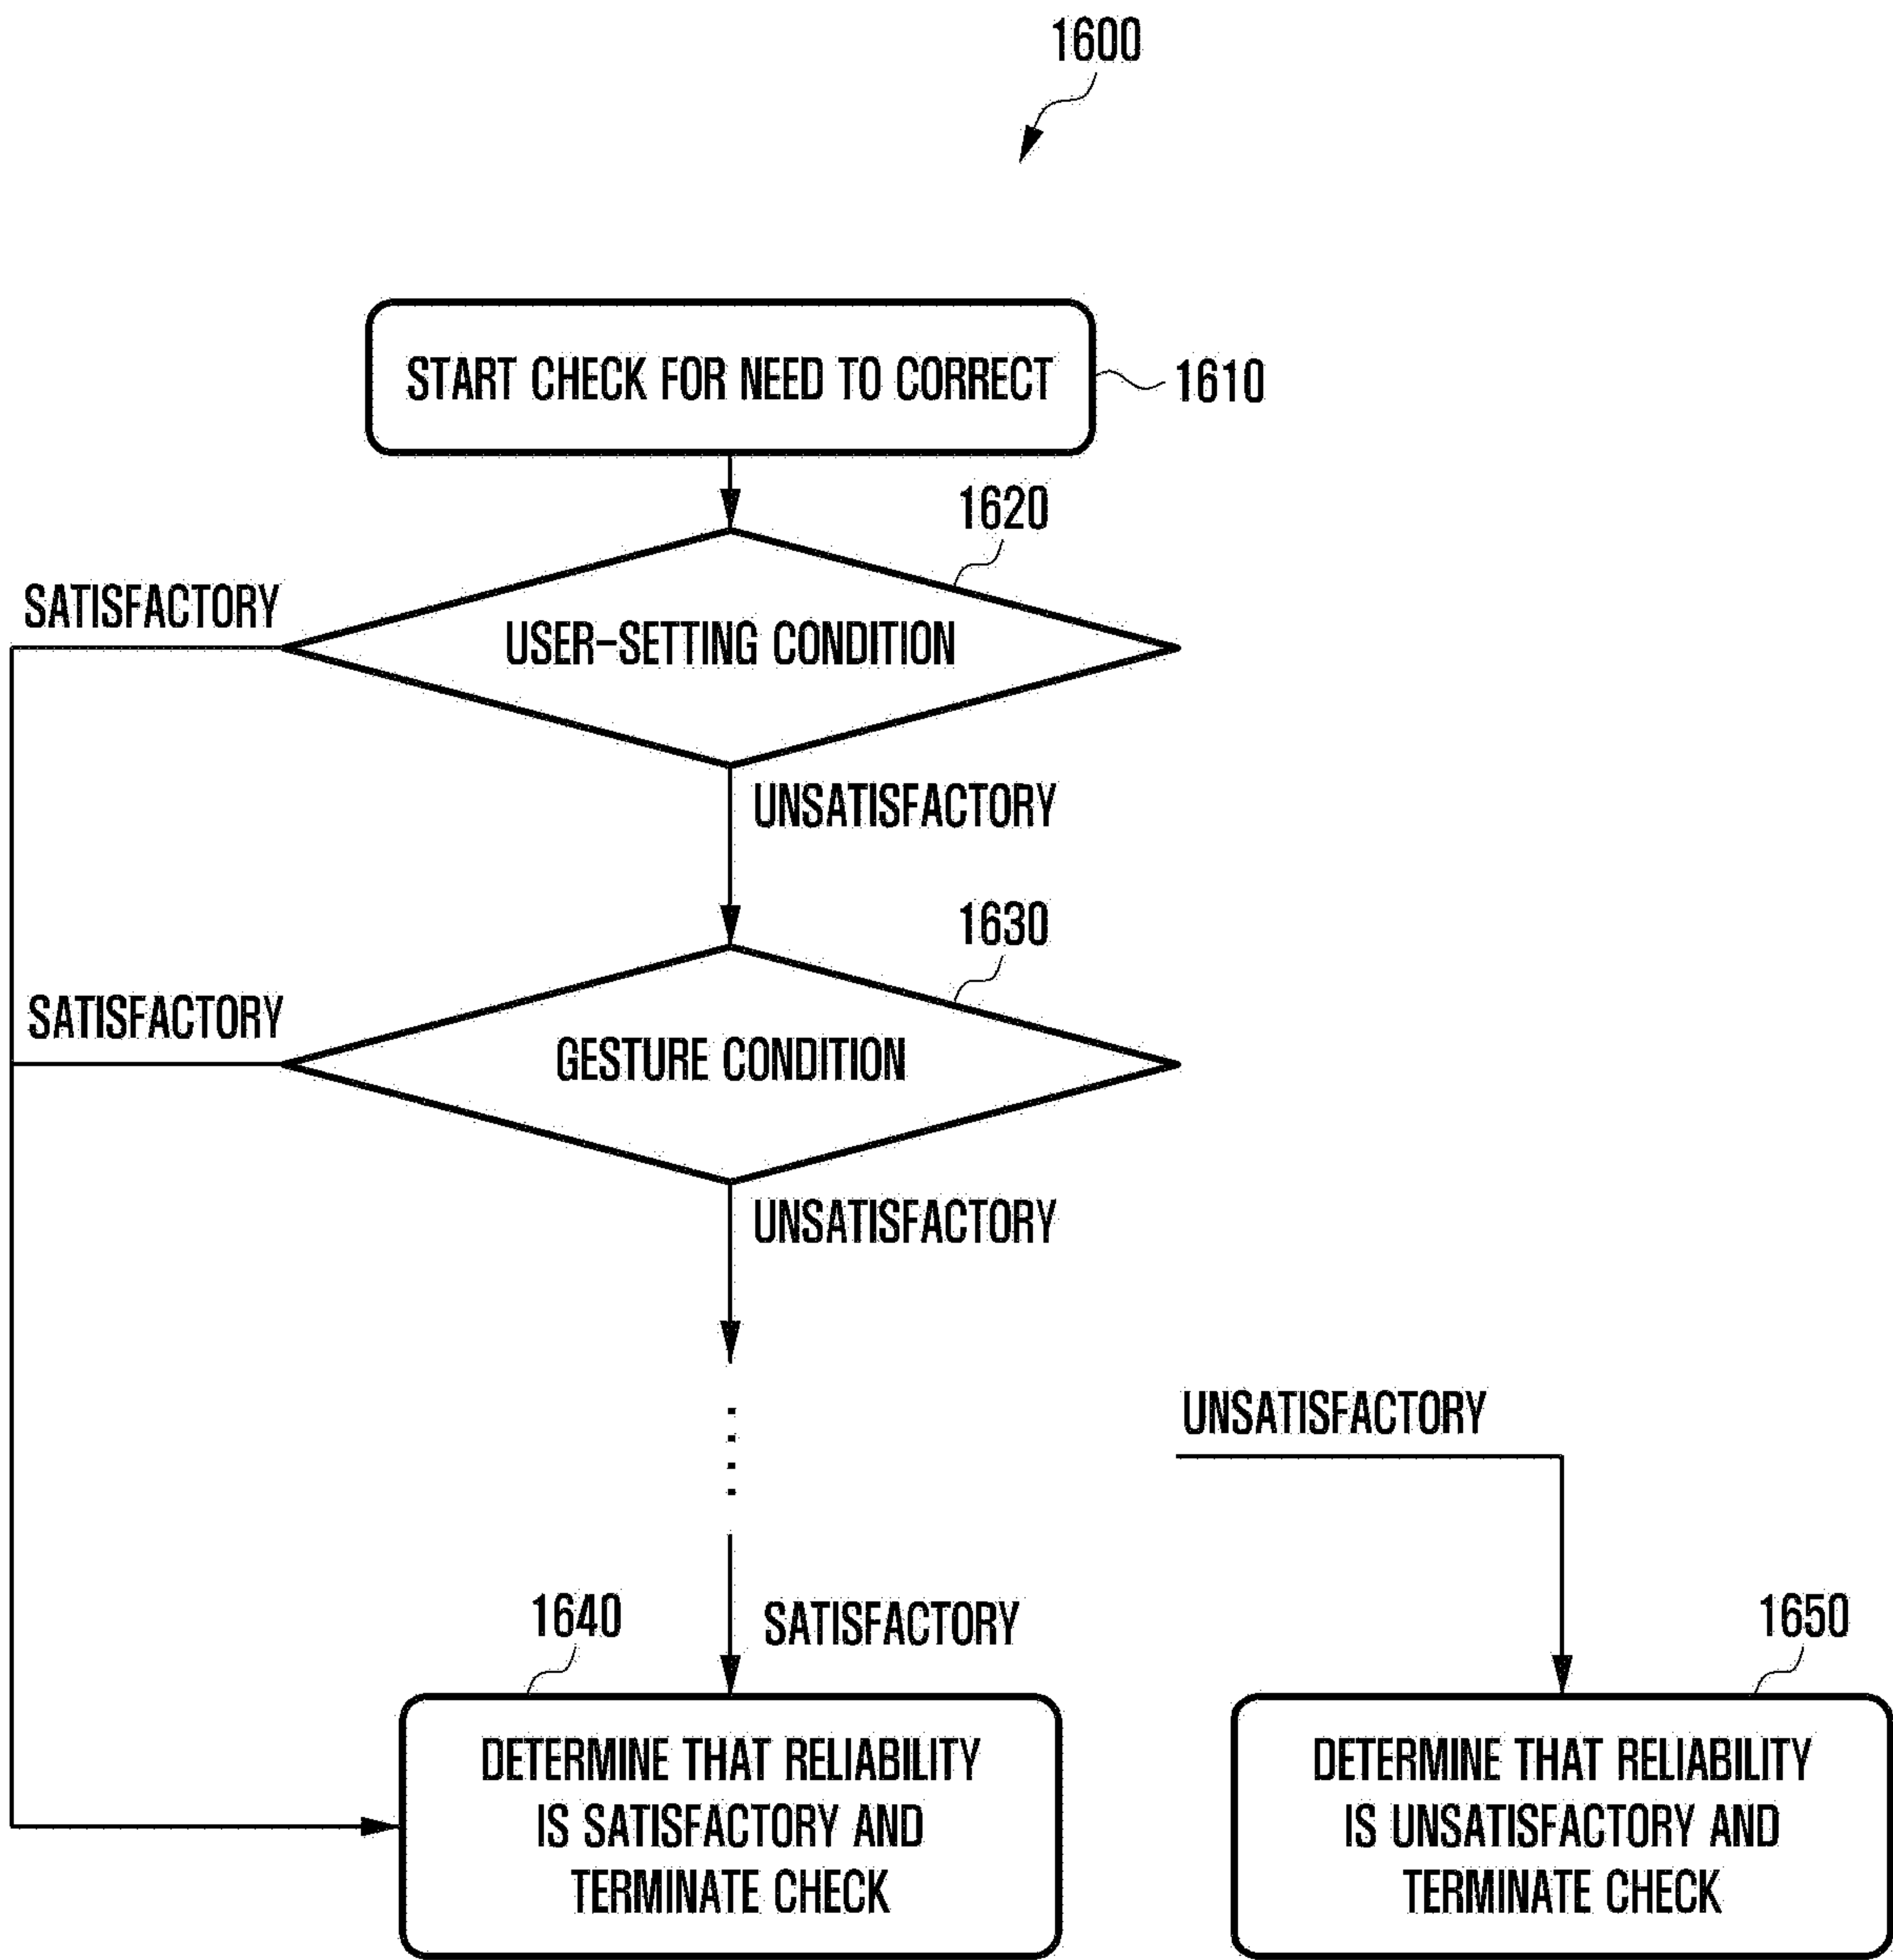 1600
START CHECK FOR NEED TO CORRECT
1610
1620
SATISFACTORY
USER-SETTING CONDITION
UNSATISFACTORY
1630
SATISFACTORY
GESTURE CONDITION
UNSATISFACTORY
UNSATISFACTORY
1640
SATISFACTORY
1650
DETERMINE THAT RELIABILITY
IS SATISFACTORY AND
TERMINATE CHECK
DETERMINE THAT RELIABILITY
IS UNSATISFACTORY AND
TERMINATE CHECK